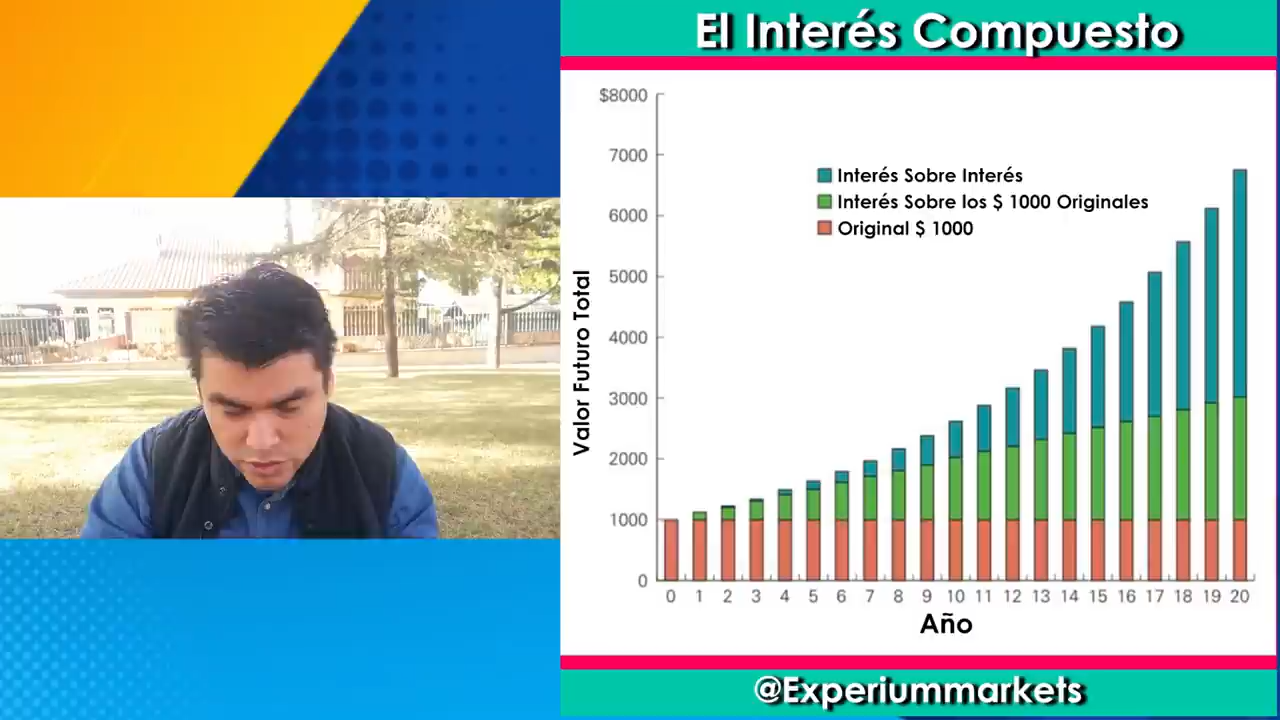 El Interés Compuesto
$8000
7000
6000
5000
4000
3000
2000
1000
0
Valor Futuro Total
Interés Sobre Interés
Interés Sobre los $ 1000 Originales
Original $ 1000
0 1 2 3 4 5 6 7 8 9 10 11 12 13 14 15 16 17 18 19 20
Año
@Experiummarkets